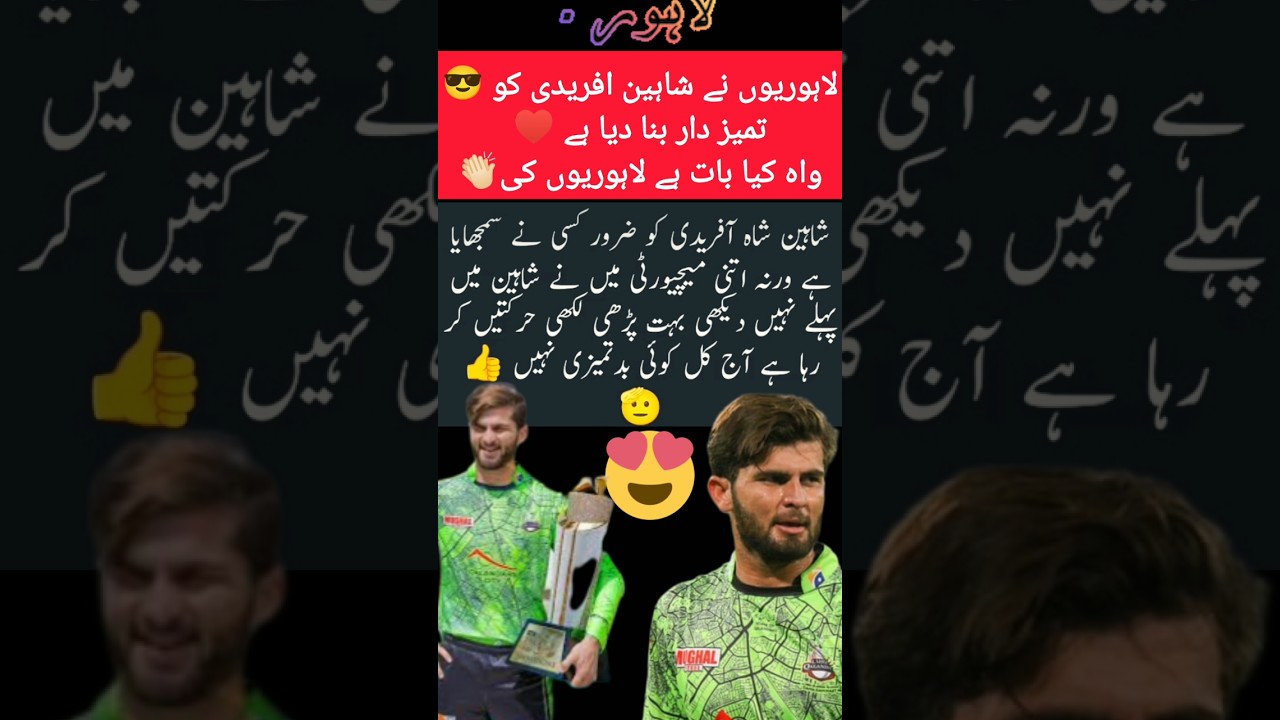 لاہور
لاہوریوں نے شاہین افریدی کو 😎
تمیز دار بنا دیا ہے ♥️
واہ کیا بات ہے لاہوریوں کی👏🏻
شاہین شاہ آفریدی کو ضرور کسی نے سمجھایا
ہے ورنہ اتنی میچیورٹی میں نے شاہین میں
پہلے نہیں دیکھی بہت پڑھی لکھی حرکتیں کر
رہا ہے آج کل کوئی بدتمیزی نہیں 👍
🫡
😍
MUGHAL
MUGHAL